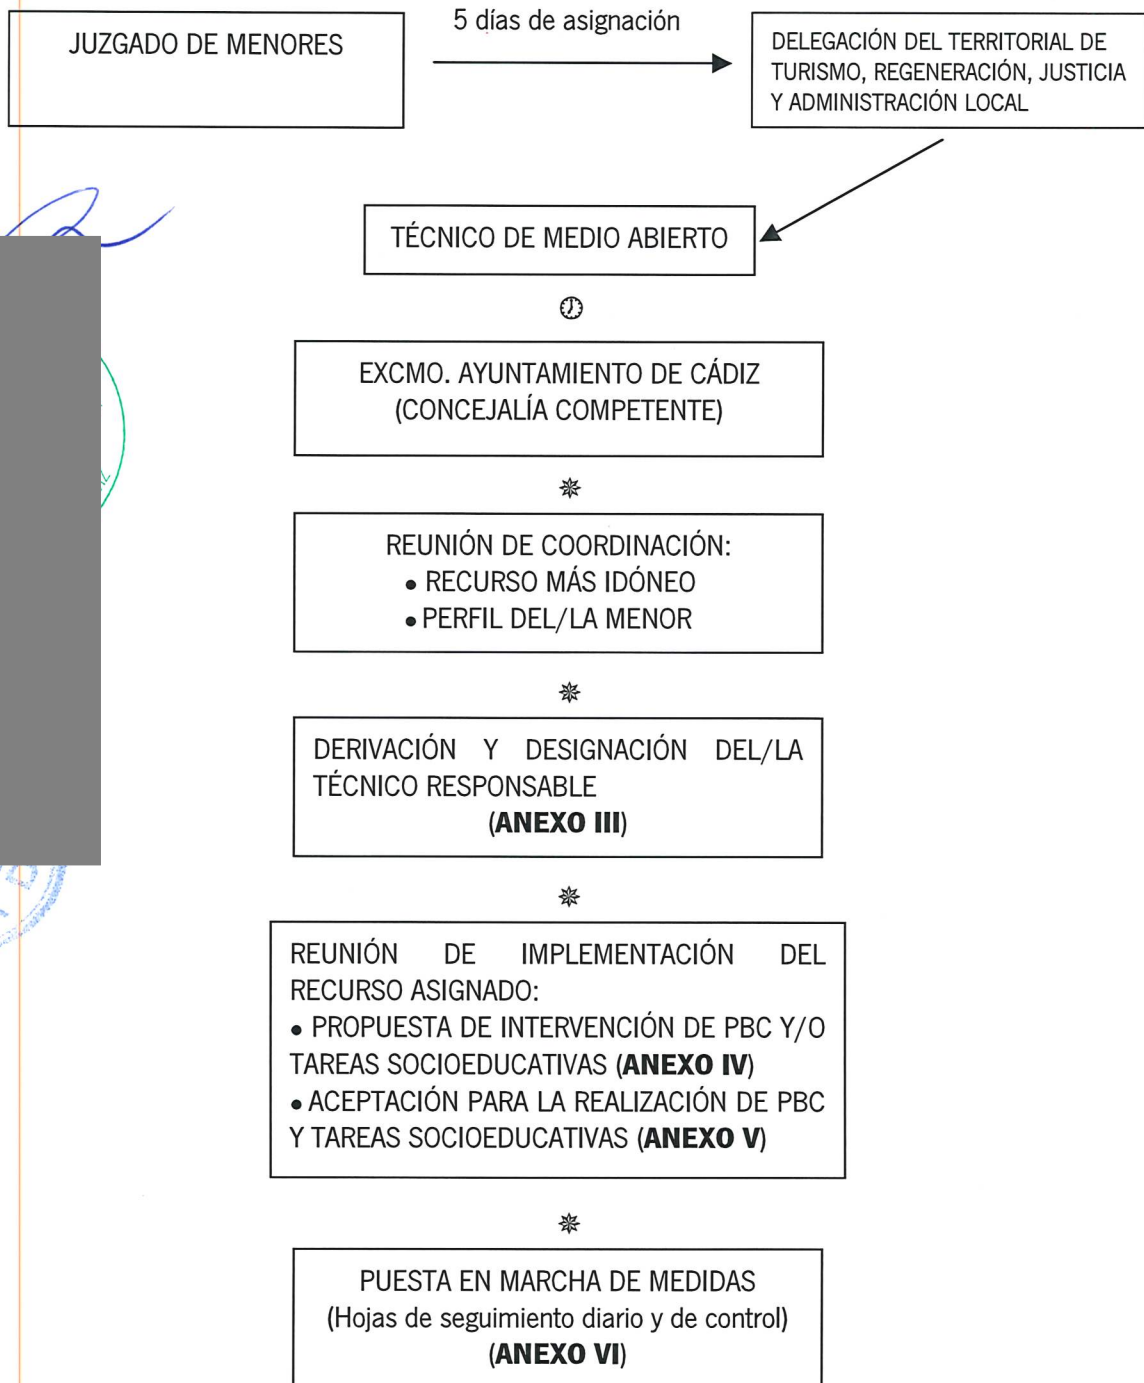 5 días de asignación
JUZGADO DE MENORES
DELEGACIÓN DEL TERRITORIAL DE
TURISMO, REGENERACIÓN, JUSTICIA
Y ADMINISTRACIÓN LOCAL
TÉCNICO DE MEDIO ABIERTO
EXCMO. AYUNTAMIENTO DE CÁDIZ
(CONCEJALÍA COMPETENTE)
REUNIÓN DE COORDINACIÓN:
• RECURSO MÁS IDÓNEO
• PERFIL DEL/LA MENOR
DERIVACIÓN Y DESIGNACIÓN DEL/LA
TÉCNICO RESPONSABLE
(ANEXO III)
REUNIÓN DE IMPLEMENTACIÓN DEL
RECURSO ASIGNADO:
• PROPUESTA DE INTERVENCIÓN DE PBC Y/O
TAREAS SOCIOEDUCATIVAS (ANEXO IV)
• ACEPTACIÓN PARA LA REALIZACIÓN DE PBC
Y TAREAS SOCIOEDUCATIVAS (ANEXO V)
PUESTA EN MARCHA DE MEDIDAS
(Hojas de seguimiento diario y de control)
(ANEXO VI)